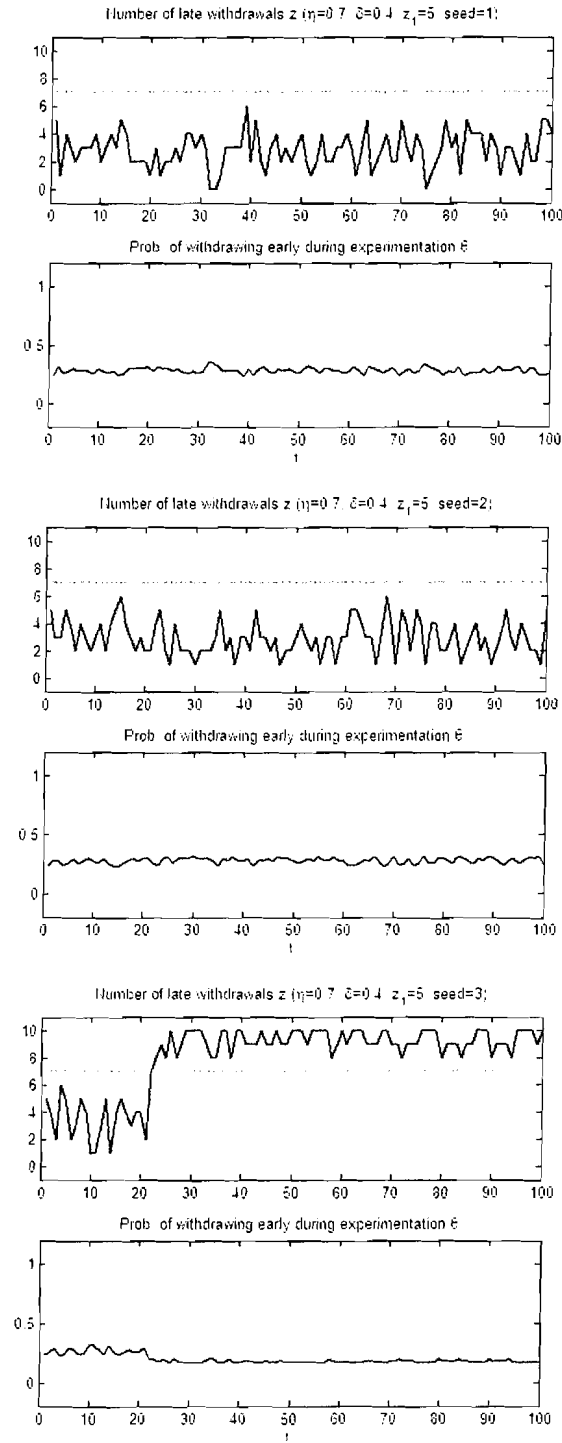 Number of late withdrawals z (η=0.7, δ=0.4 z₁=5 seed=1)
10
8
6
4
2
0
0 10 20 30 40 50 60 70 80 90 100
Prob of withdrawing early during experimentation θ
1
0.5
0
0 10 20 30 40 50 60 70 80 90 100
t
Number of late withdrawals z (η=0.7, δ=0.4 z₁=5 seed=2)
10
8
6
4
2
0
0 10 20 30 40 50 60 70 80 90 100
Prob of withdrawing early during experimentation θ
1
0.5
0
0 10 20 30 40 50 60 70 80 90 100
t
Number of late withdrawals z (η=0.7, δ=0.4 z₁=5 seed=3)
10
8
6
4
2
0
0 10 20 30 40 50 60 70 80 90 100
Prob of withdrawing early during experimentation θ
1
0.5
0
0 10 20 30 40 50 60 70 80 90 100
t